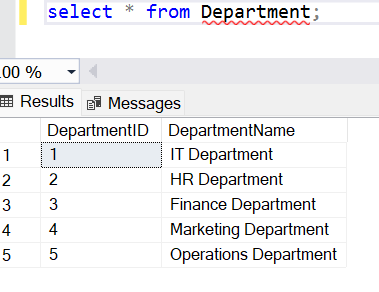 select * from Department;
.00 %
Results Messages
DepartmentID DepartmentName
1 1 IT Department
2 2 HR Department
3 3 Finance Department
4 4 Marketing Department
5 5 Operations Department